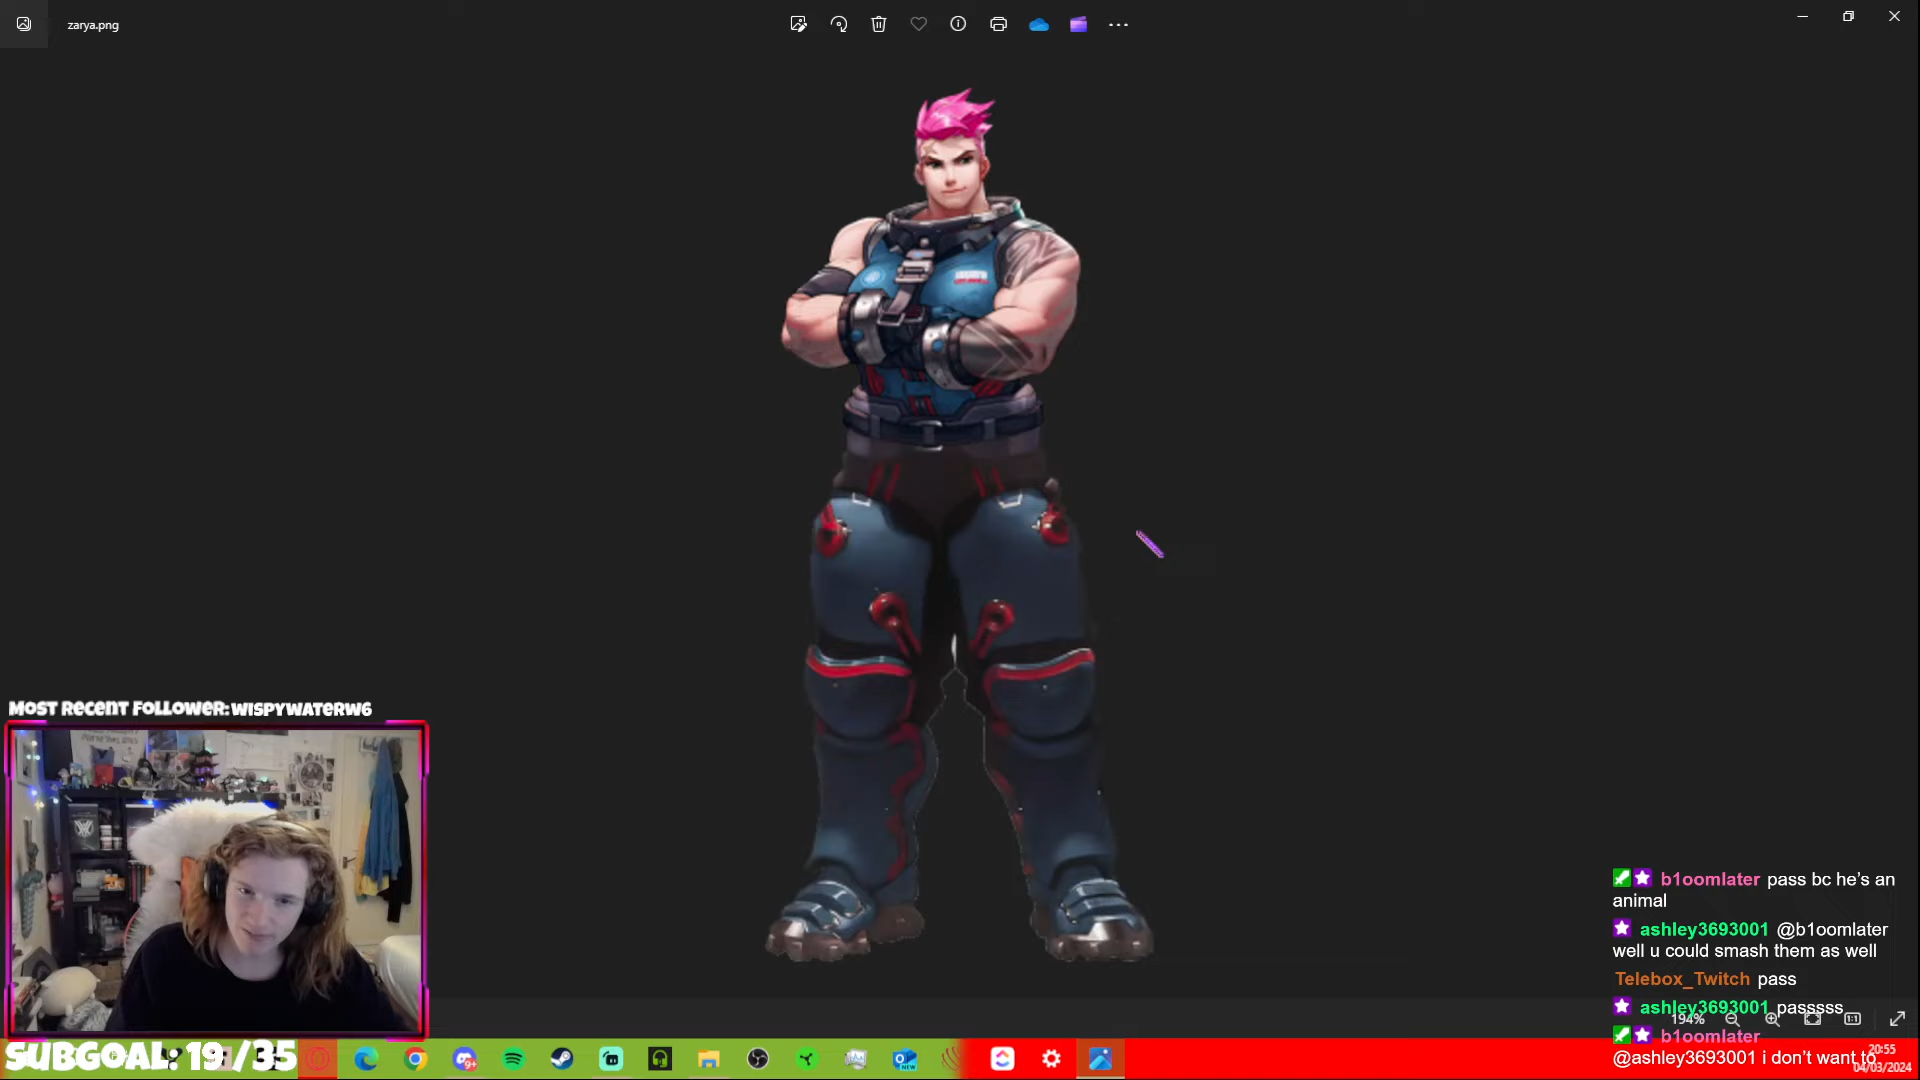 zarya.png
MOST RECENT FOLLOWER: WISPYWATERW6
b1oomlater pass bc he's an
animal
ashley3693001 @b1oomlater
well u could smash them as well
Telebox_Twitch pass
ashley3693001 passsss
194%
b1oomlater
@ashley3693001 i don't want to
SUBGOAL 19/35
NEW
9+
20:55
04/03/2024